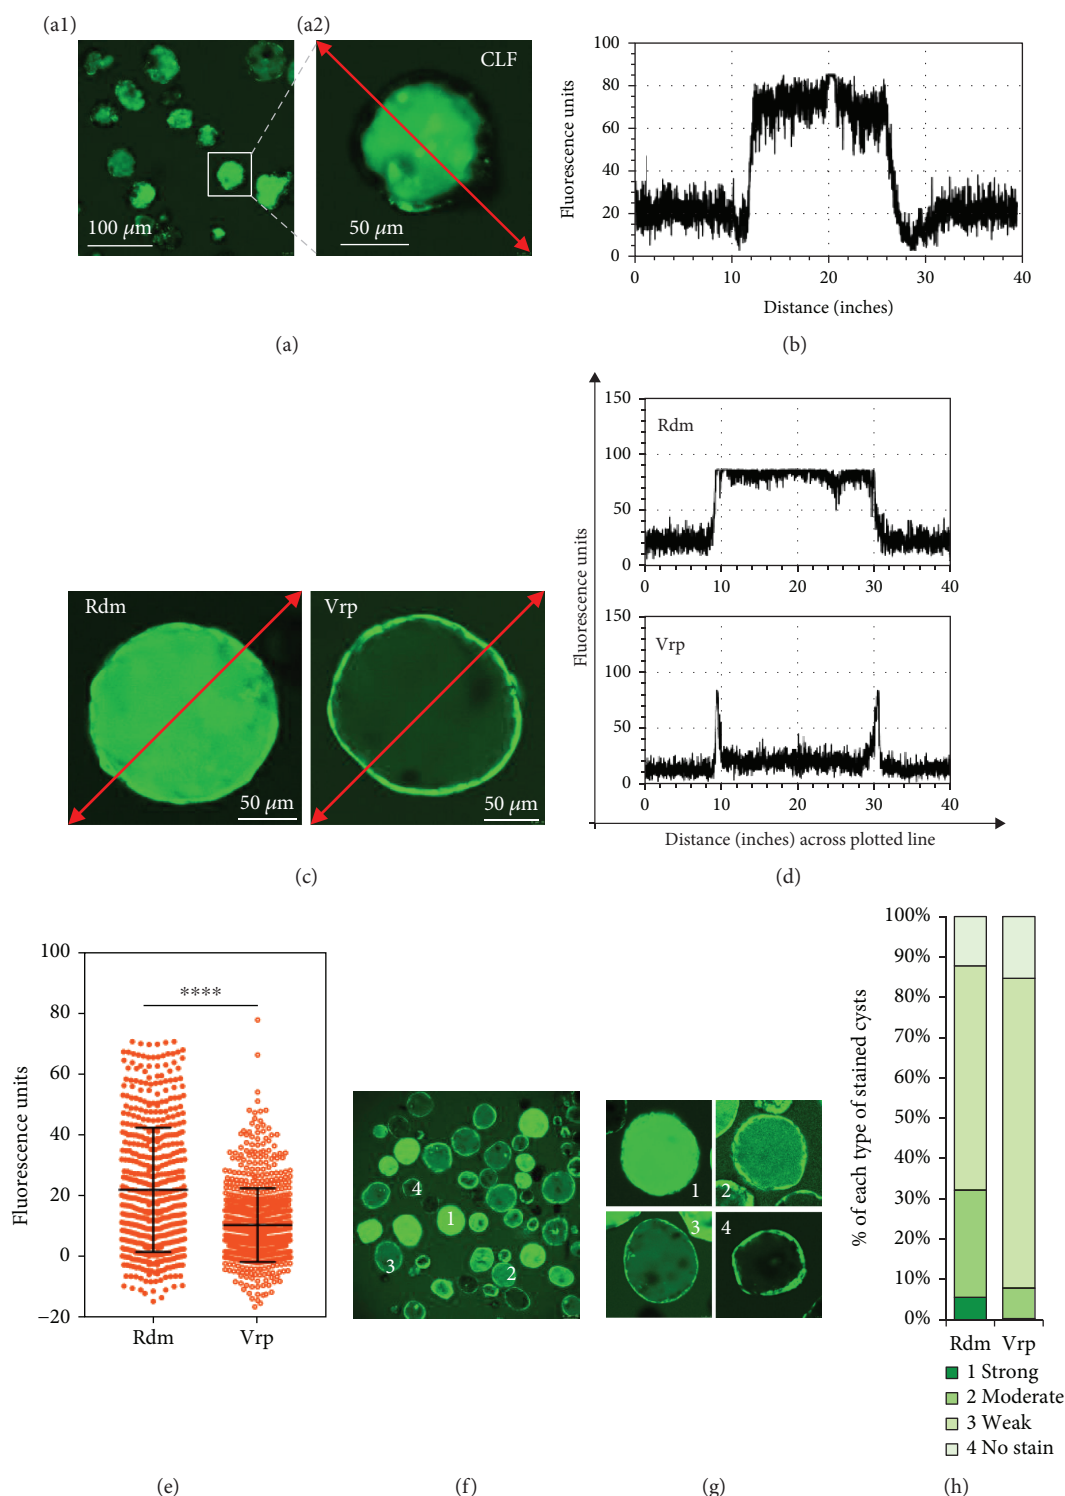 (a1)
(a2)
CLF
100 μm
50 μm
(a)
Fluorescence units
100
80
60
40
20
0
0 10 20 30 40
Distance (inches)
(b)
Rdm
50 μm
Vrp
50 μm
(c)
Fluorescence units
150
Rdm
100
50
0
0 10 20 30 40
150
Vrp
100
50
0
0 10 20 30 40
Distance (inches) across plotted line
(d)
Fluorescence units
100
80
60
40
20
0
−20
****
Rdm Vrp
(e)
4
1
3
2
(f)
1
2
3
4
(g)
% of each type of stained cysts
100%
90%
80%
70%
60%
50%
40%
30%
20%
10%
0%
Rdm Vrp
1 Strong
2 Moderate
3 Weak
4 No stain
(h)